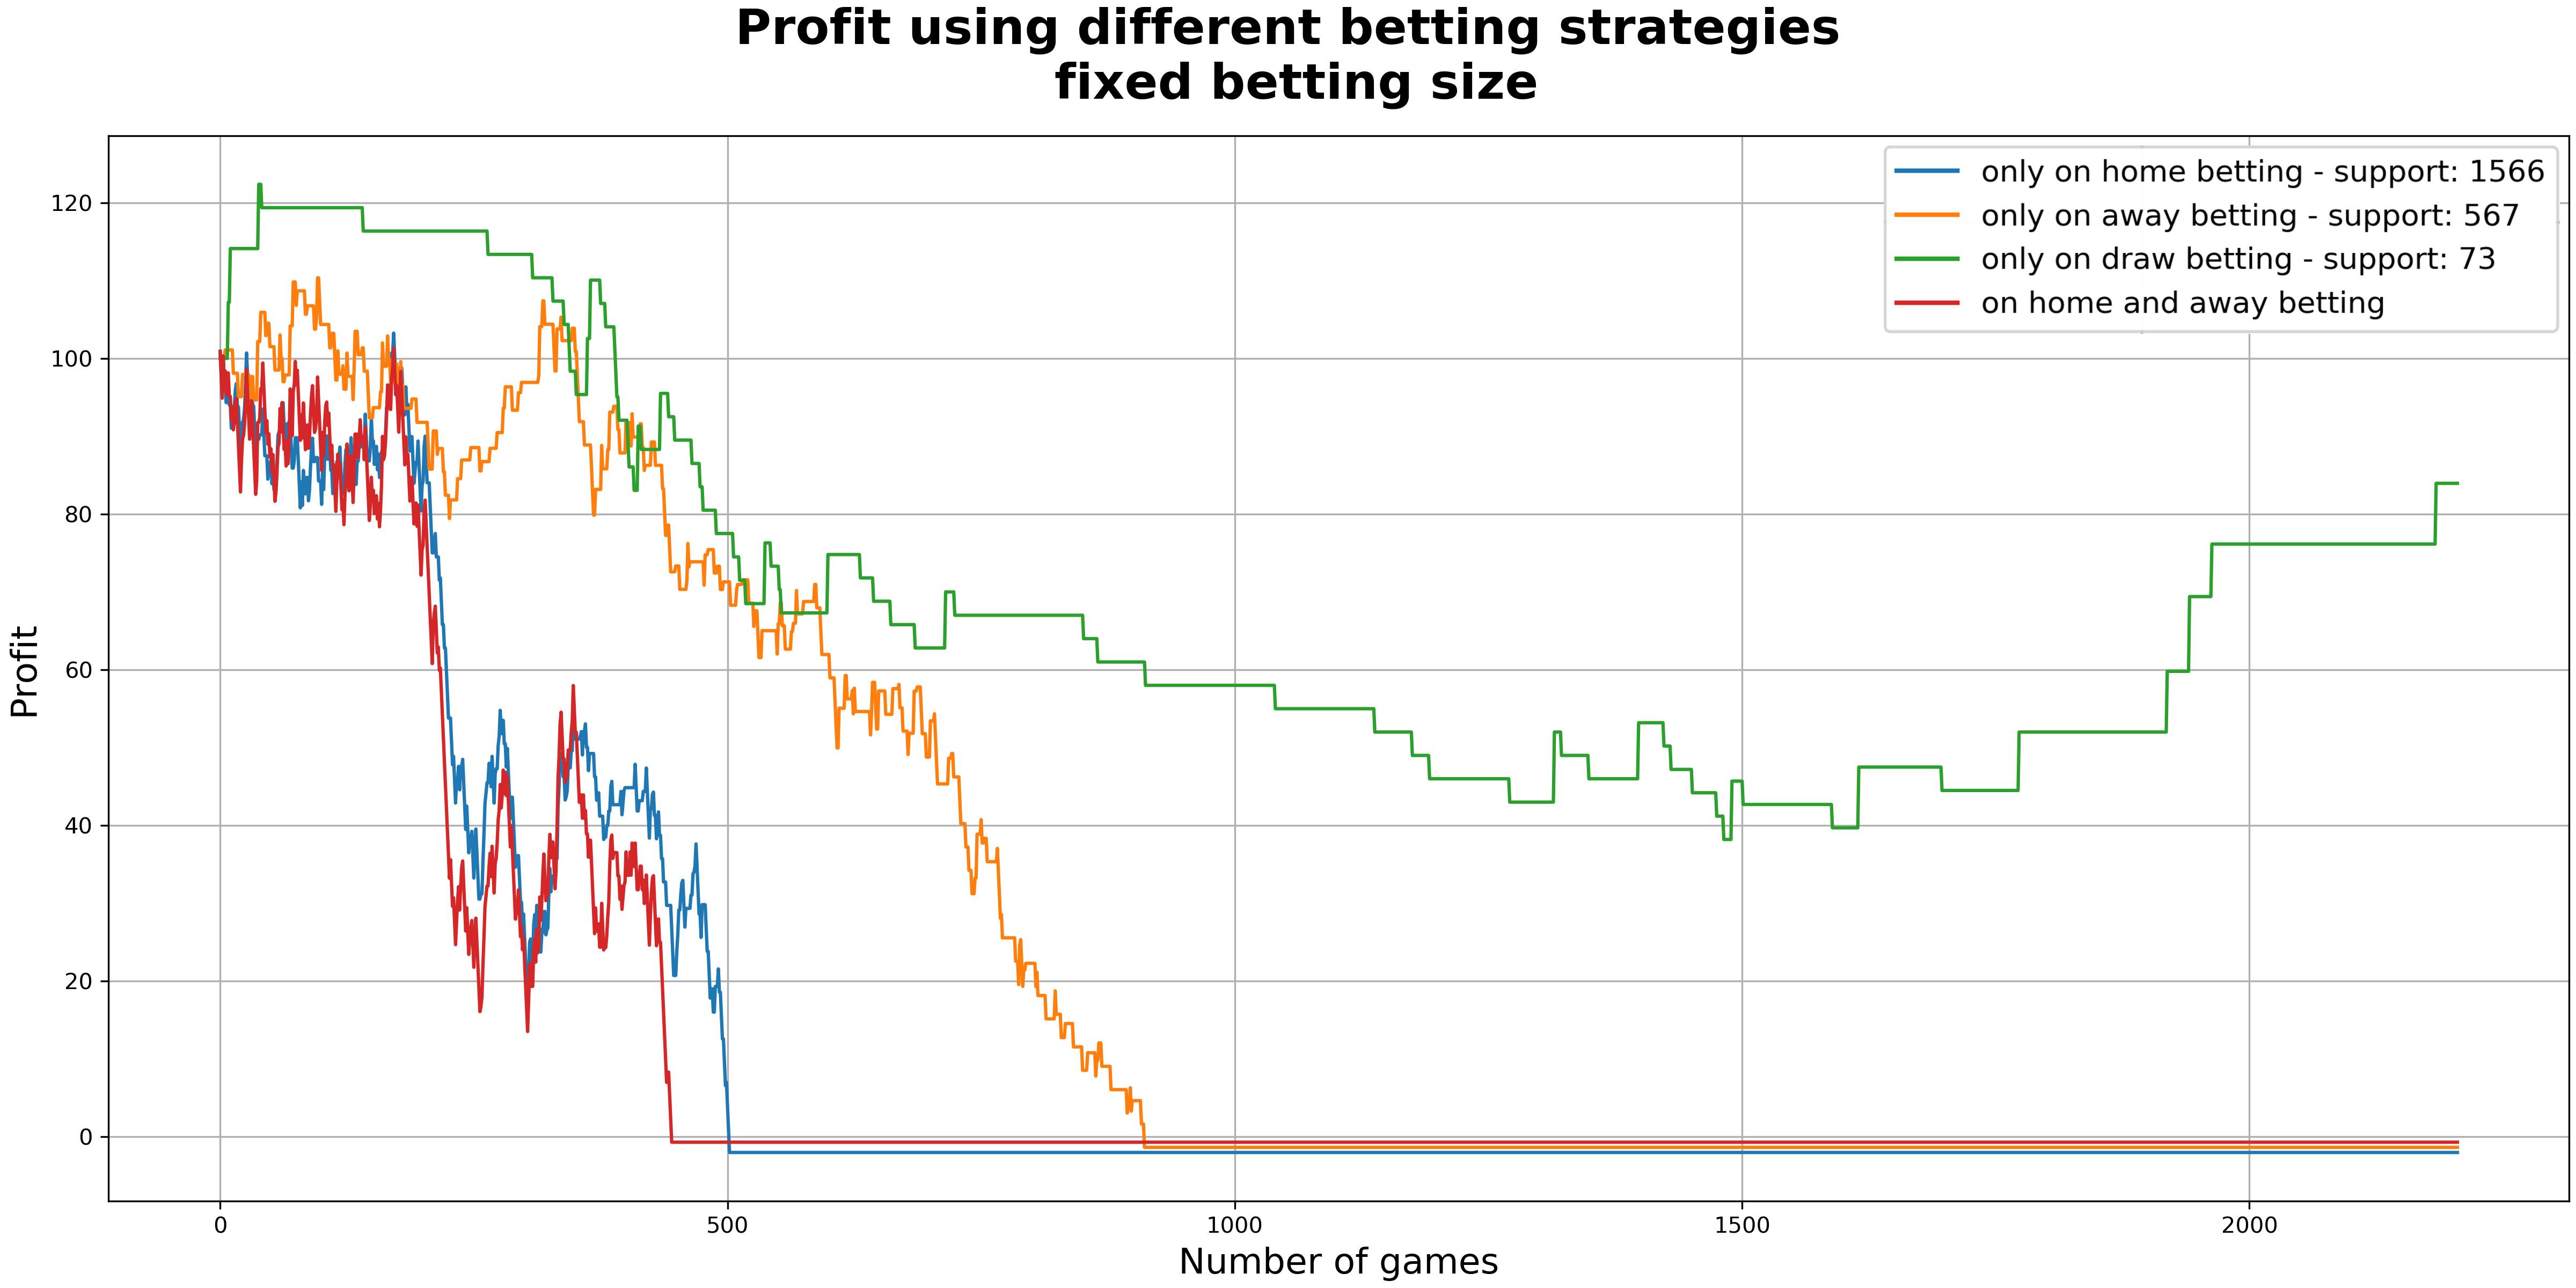 Profit using different betting strategies
fixed betting size
only on home betting - support: 1566
only on away betting - support: 567
only on draw betting - support: 73
on home and away betting
Profit
120
100
80
60
40
20
0
0 500 1000 1500 2000
Number of games